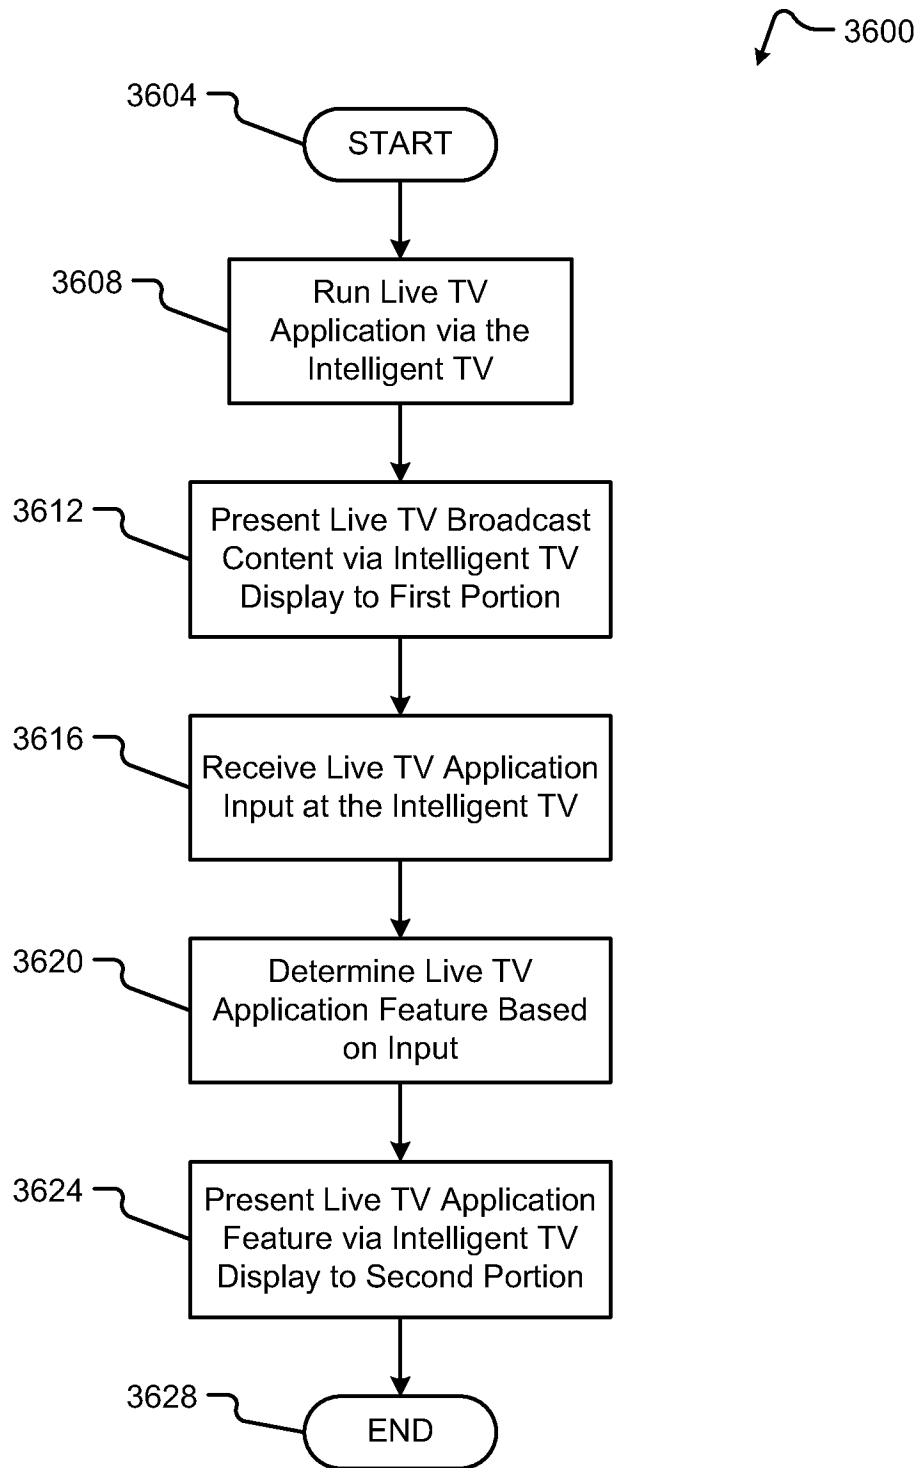 3600
3604
START
3608
Run Live TV
Application via the
Intelligent TV
3612
Present Live TV Broadcast
Content via Intelligent TV
Display to First Portion
3616
Receive Live TV Application
Input at the Intelligent TV
3620
Determine Live TV
Application Feature Based
on Input
3624
Present Live TV Application
Feature via Intelligent TV
Display to Second Portion
3628
END